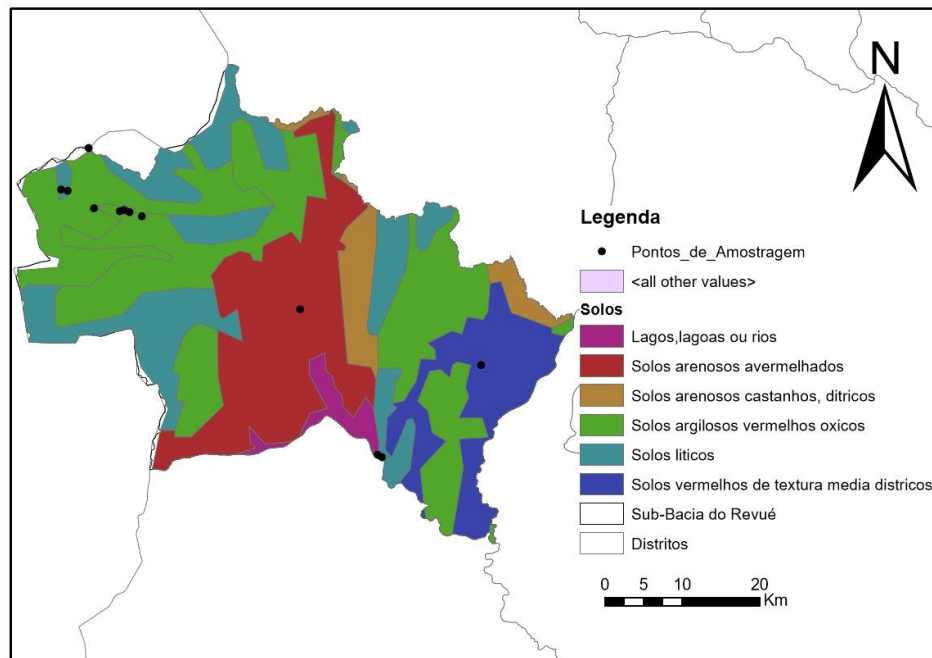 N
Legenda
Pontos_de_Amostragem
<all other values>
Solos
Lagos,lagoas ou rios
Solos arenosos avermelhados
Solos arenosos castanhos, ditricos
Solos argilosos vermelhos oxicos
Solos liticos
Solos vermelhos de textura media districos
Sub-Bacia do Revué
Distritos
0 5 10 20
Km